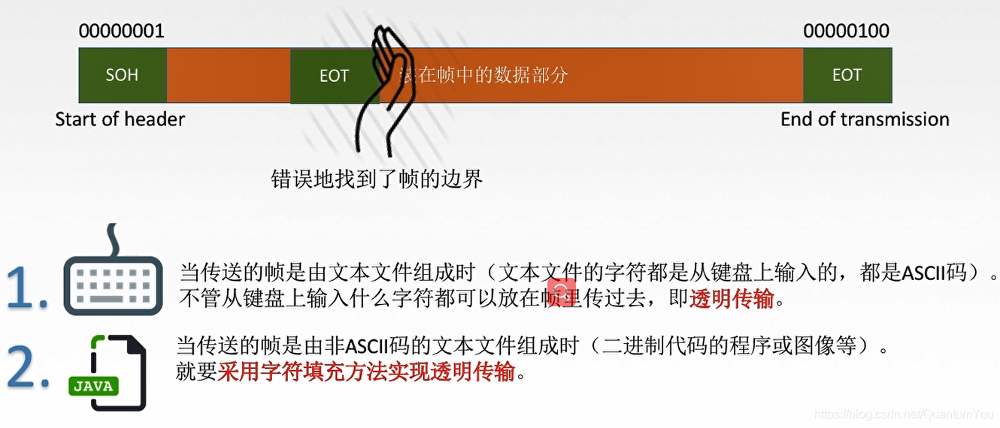 00000001
00000100
SOH
EOT
装在帧中的数据部分
EOT
Start of header
End of transmission
错误地找到了帧的边界
1.
当传送的帧是由文本文件组成时（文本文件的字符都是从键盘上输入的，都是ASCII码）。
不管从键盘上输入什么字符都可以放在帧里传过去，即透明传输。
2.
JAVA
当传送的帧是由非ASCII码的文本文件组成时（二进制代码的程序或图像等）。
就要采用字符填充方法实现透明传输。
https://blog.csdn.net/QuantumYou